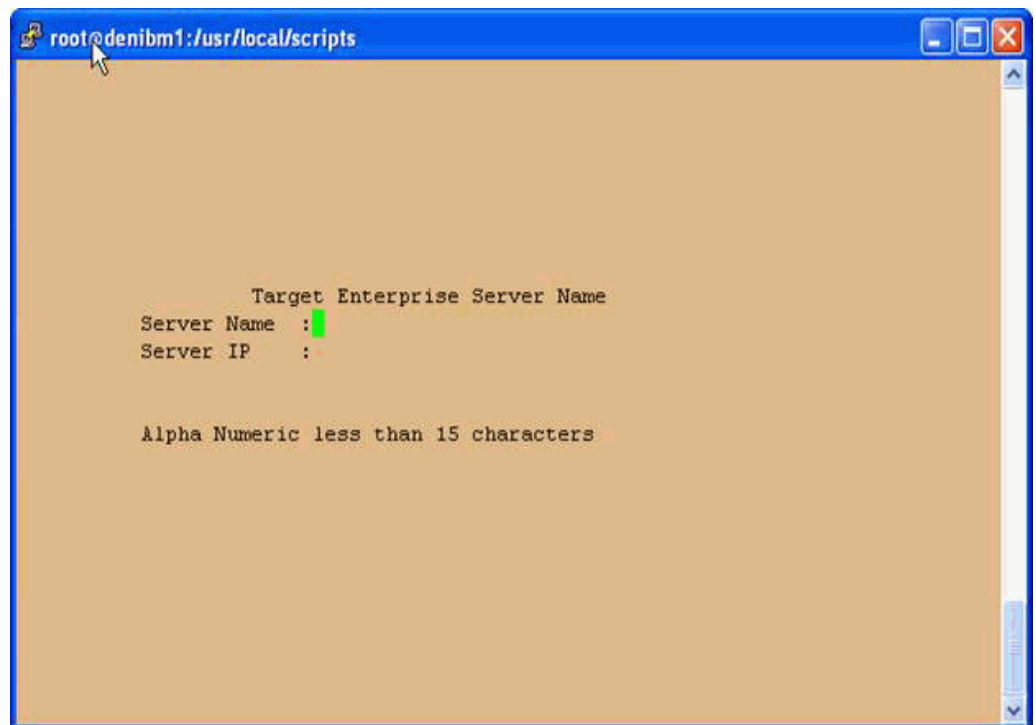 root@denibm1:/usr/local/scripts
Target Enterprise Server Name
Server Name :
Server IP :
Alpha Numeric less than 15 characters